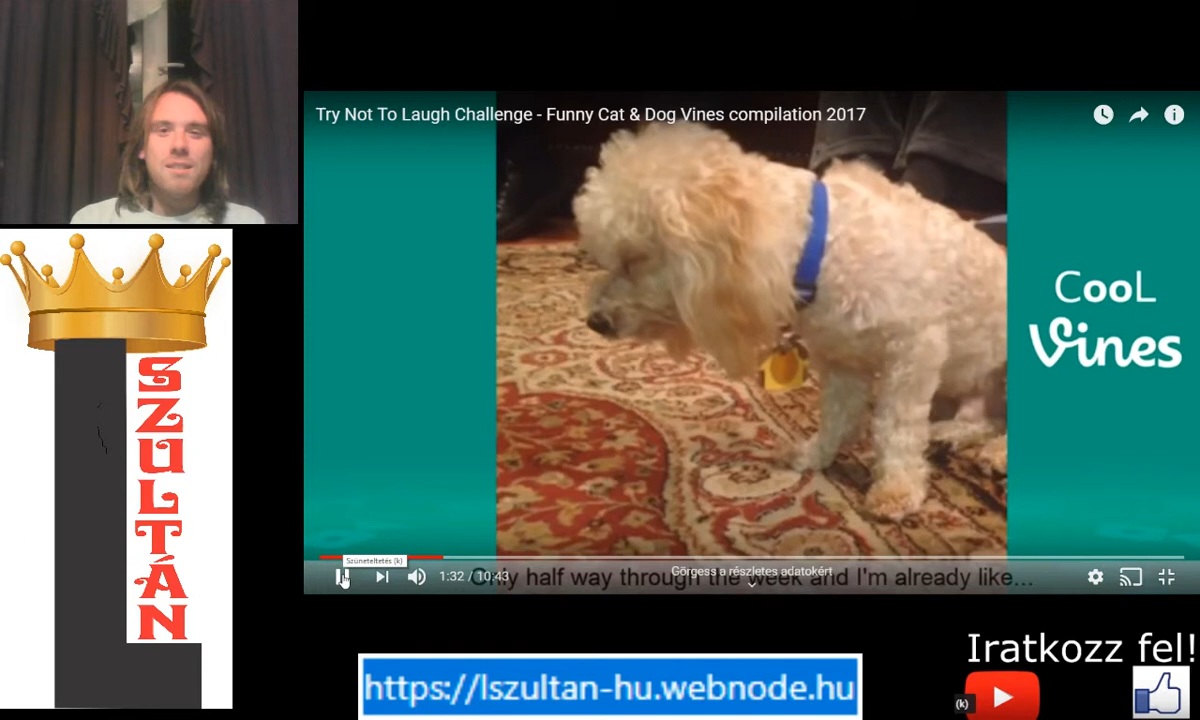 Try Not To Laugh Challenge - Funny Cat & Dog Vines compilation 2017
i
CooL
Vines
SZULTÁN
Szüneteltetés (k)
1:32 / 10:43
Görgess a részletes adatokért
Only half way through the week and I'm already like...
Iratkozz fel!
https://lszultan-hu.webnode.hu
(k)